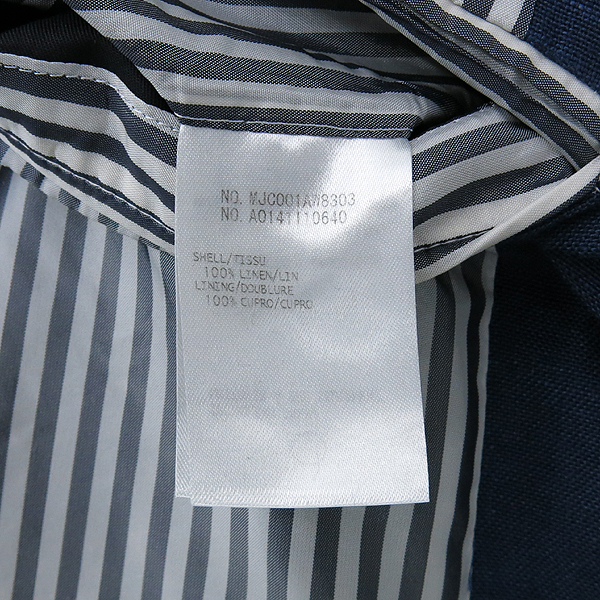 NO. MJC001AW8303
NO. A0141110640
SHELL/TISSU
100% LINEN/LIN
LINING/DOUBLURE
100% CUPRO/CUPRO